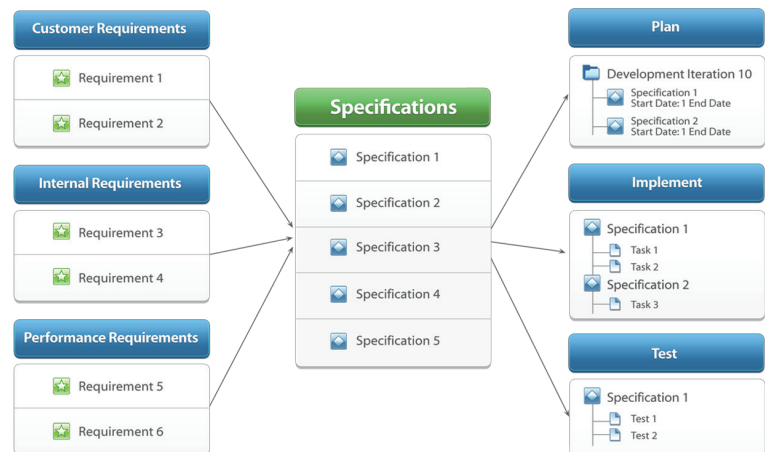 Customer Requirements
Requirement 1
Requirement 2
Internal Requirements
Requirement 3
Requirement 4
Performance Requirements
Requirement 5
Requirement 6
Specifications
Specification 1
Specification 2
Specification 3
Specification 4
Specification 5
Plan
Development Iteration 10
Specification 1
Start Date: 1 End Date
Specification 2
Start Date: 1 End Date
Implement
Specification 1
Task 1
Task 2
Specification 2
Task 3
Test
Specification 1
Test 1
Test 2